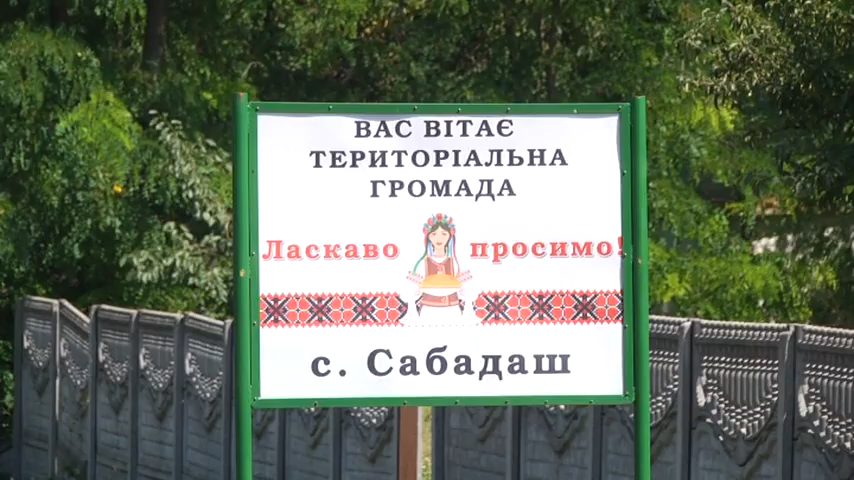 ВАС ВІТАЄ
ТЕРИТОРІАЛЬНА
ГРОМАДА
Ласкаво просимо!
с. Сабадаш